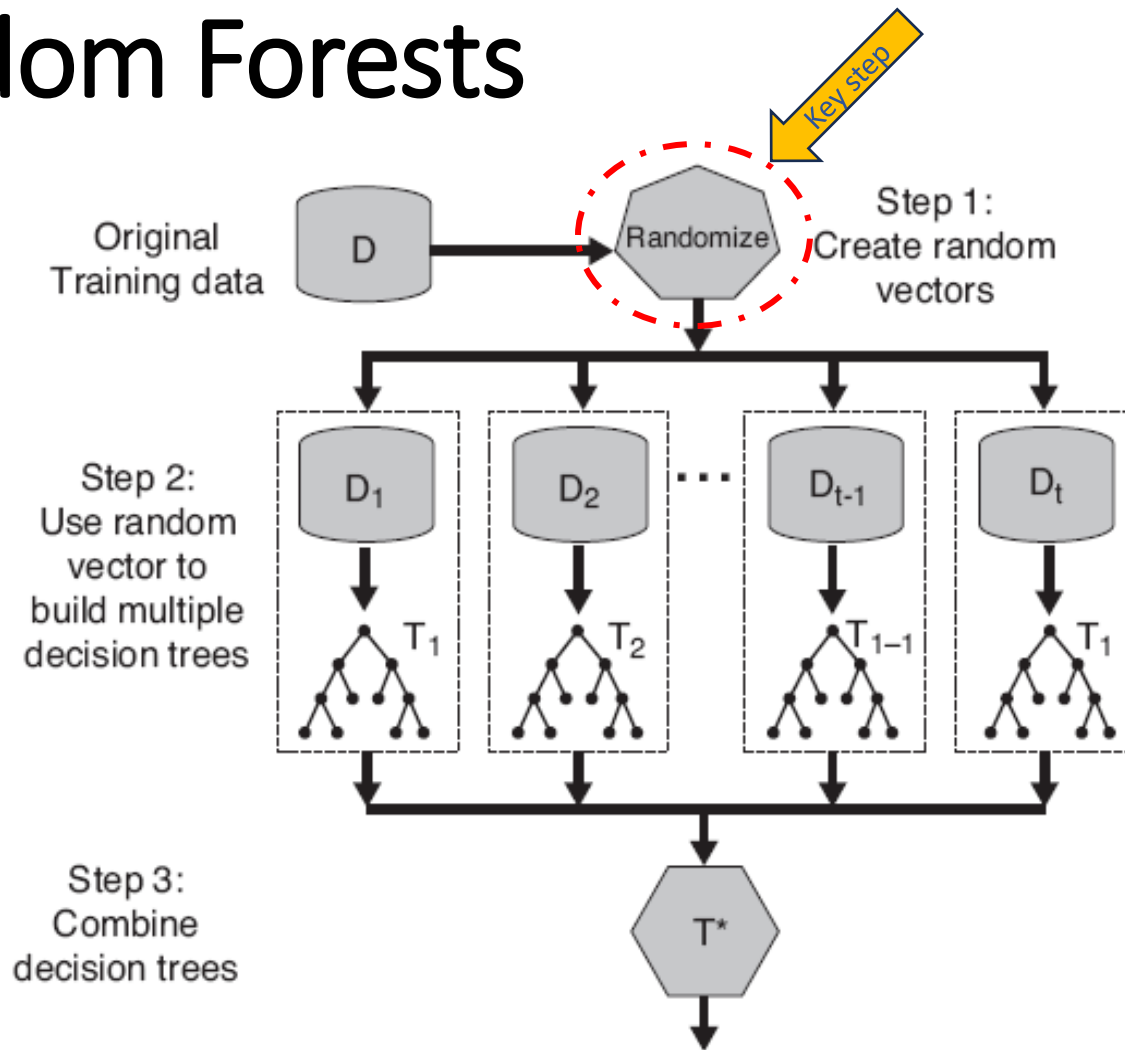 dom Forests
Key step
Original
Training data
D
Randomize
Step 1:
Create random
vectors
Step 2:
Use random
vector to
build multiple
decision trees
D₁
D₂
...
Dt-1
Dt
T₁
T₂
T₁₋₁
T₁
Step 3:
Combine
decision trees
T*